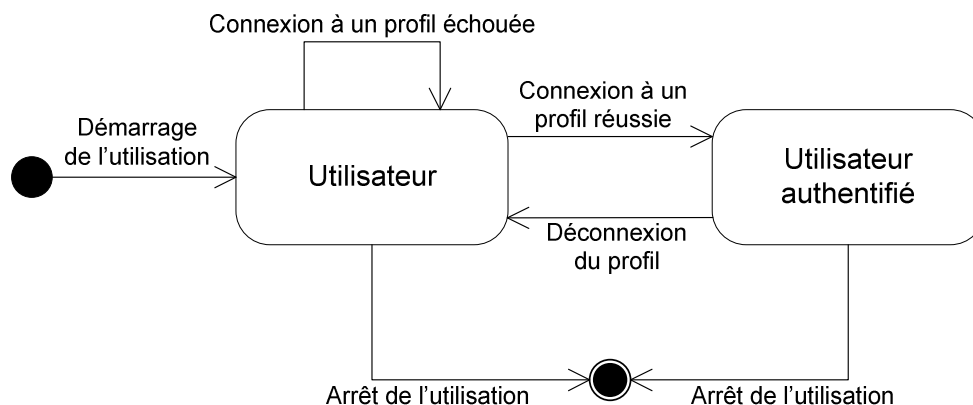 Connexion à un profil échouée
Démarrage
de l’utilisation
Utilisateur
Connexion à un
profil réussie
Utilisateur
authentifié
Déconnexion
du profil
Arrêt de l’utilisation
Arrêt de l’utilisation